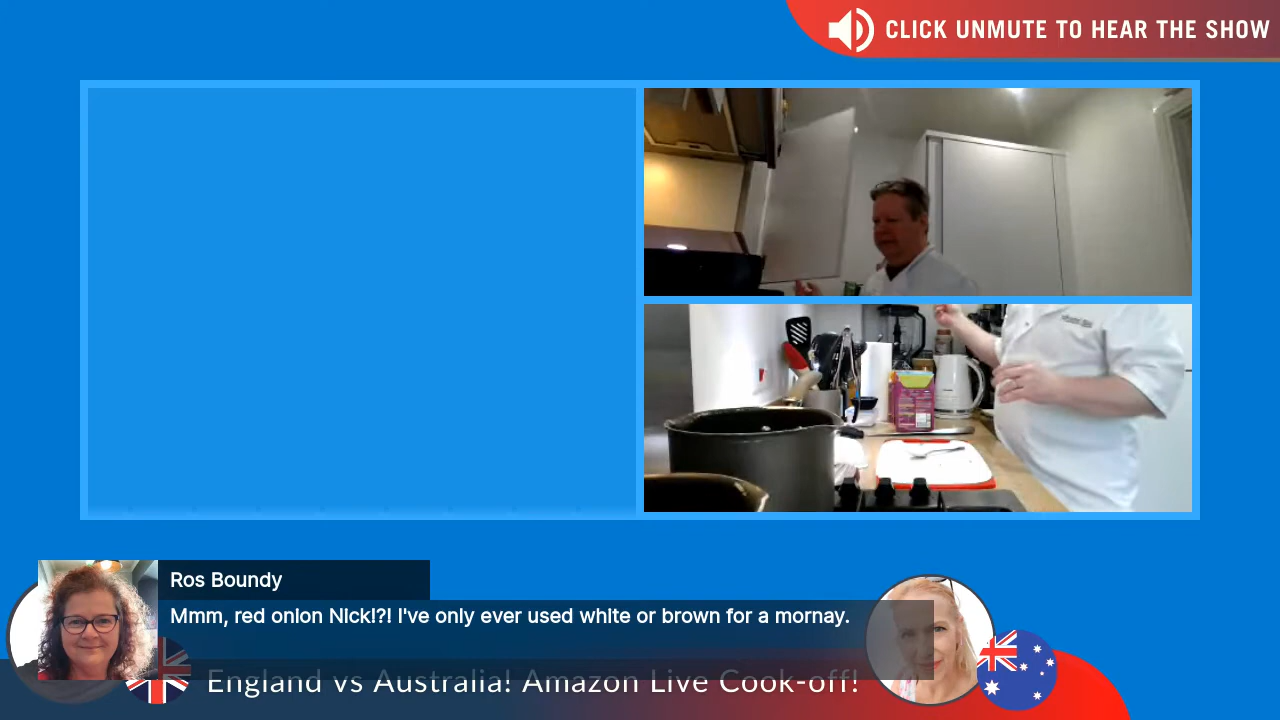 CLICK UNMUTE TO HEAR THE SHOW
Ros Boundy
Mmm, red onion Nick!?! I've only ever used white or brown for a mornay.
England vs Australia! Amazon Live Cook-off!